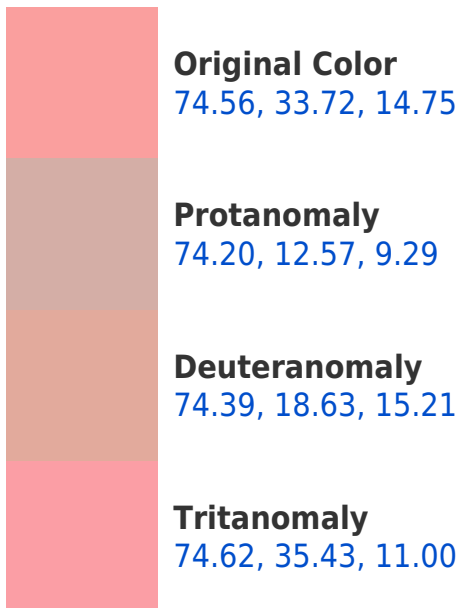 Original Color
74.56, 33.72, 14.75
Protanomaly
74.20, 12.57, 9.29
Deuteranomaly
74.39, 18.63, 15.21
Tritanomaly
74.62, 35.43, 11.00